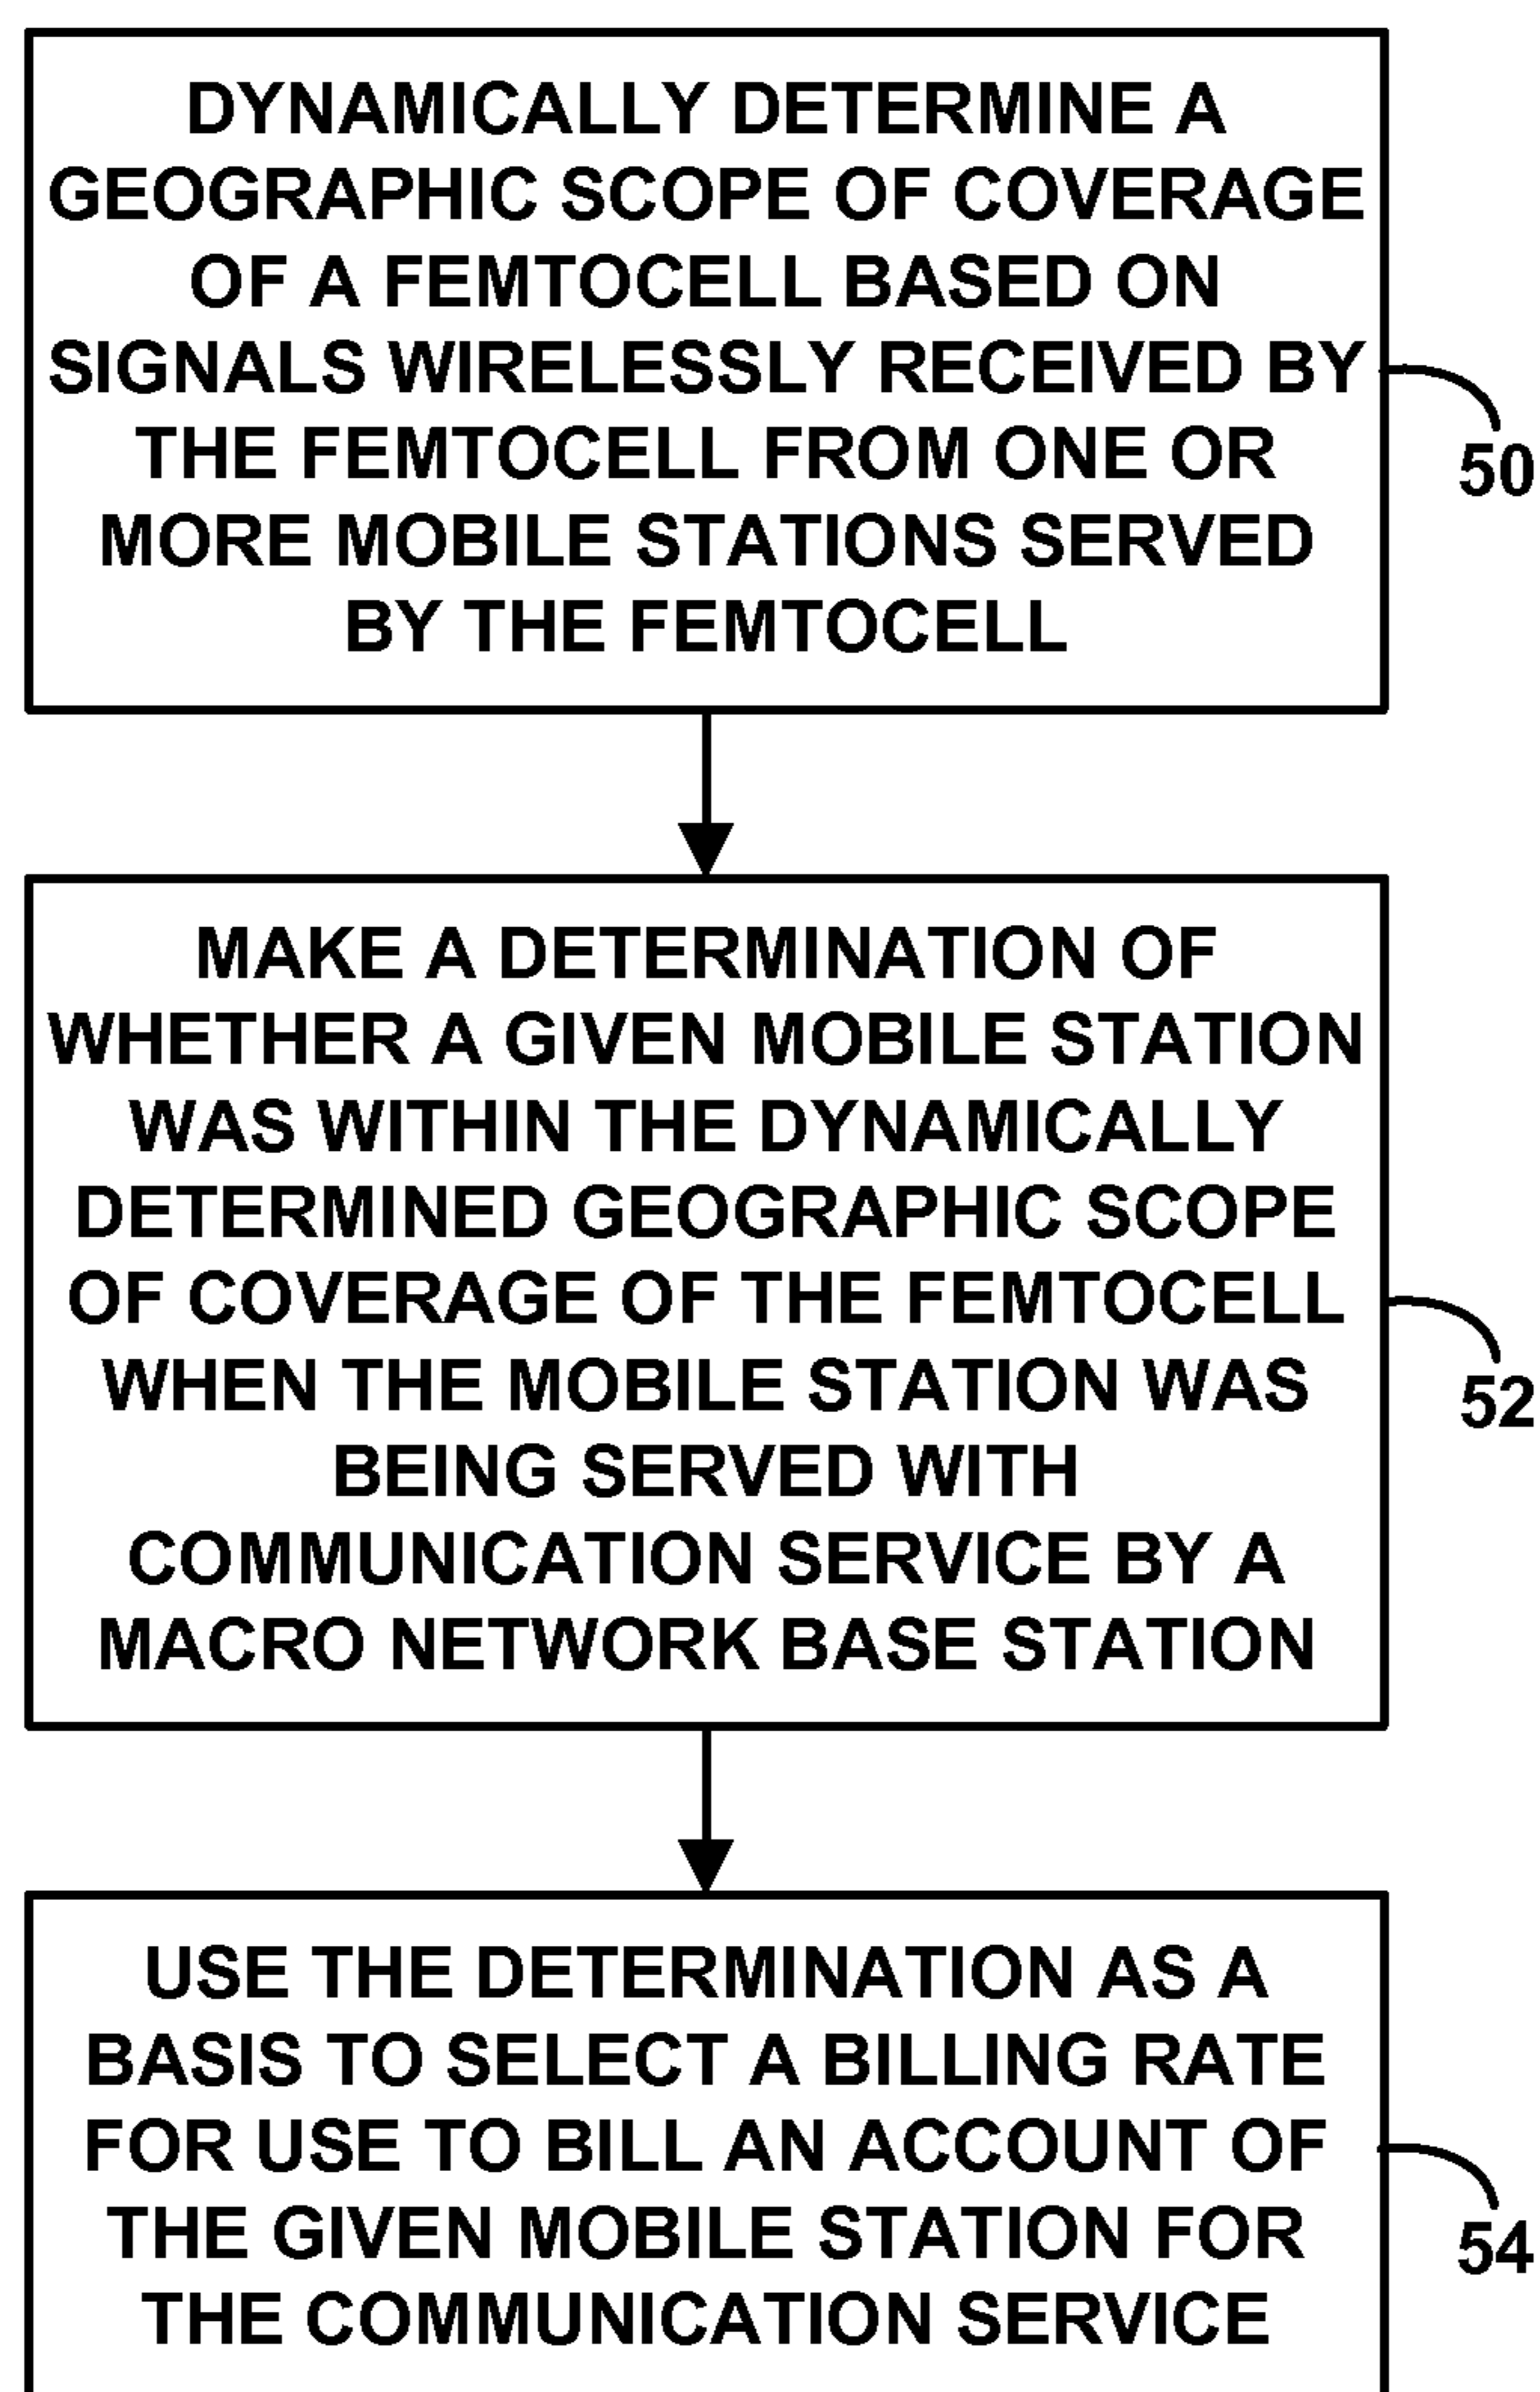 DYNAMICALLY DETERMINE A
GEOGRAPHIC SCOPE OF COVERAGE
OF A FEMTOCELL BASED ON
SIGNALS WIRELESSLY RECEIVED BY
THE FEMTOCELL FROM ONE OR
MORE MOBILE STATIONS SERVED
BY THE FEMTOCELL
50
MAKE A DETERMINATION OF
WHETHER A GIVEN MOBILE STATION
WAS WITHIN THE DYNAMICALLY
DETERMINED GEOGRAPHIC SCOPE
OF COVERAGE OF THE FEMTOCELL
WHEN THE MOBILE STATION WAS
BEING SERVED WITH
COMMUNICATION SERVICE BY A
MACRO NETWORK BASE STATION
52
USE THE DETERMINATION AS A
BASIS TO SELECT A BILLING RATE
FOR USE TO BILL AN ACCOUNT OF
THE GIVEN MOBILE STATION FOR
THE COMMUNICATION SERVICE
54